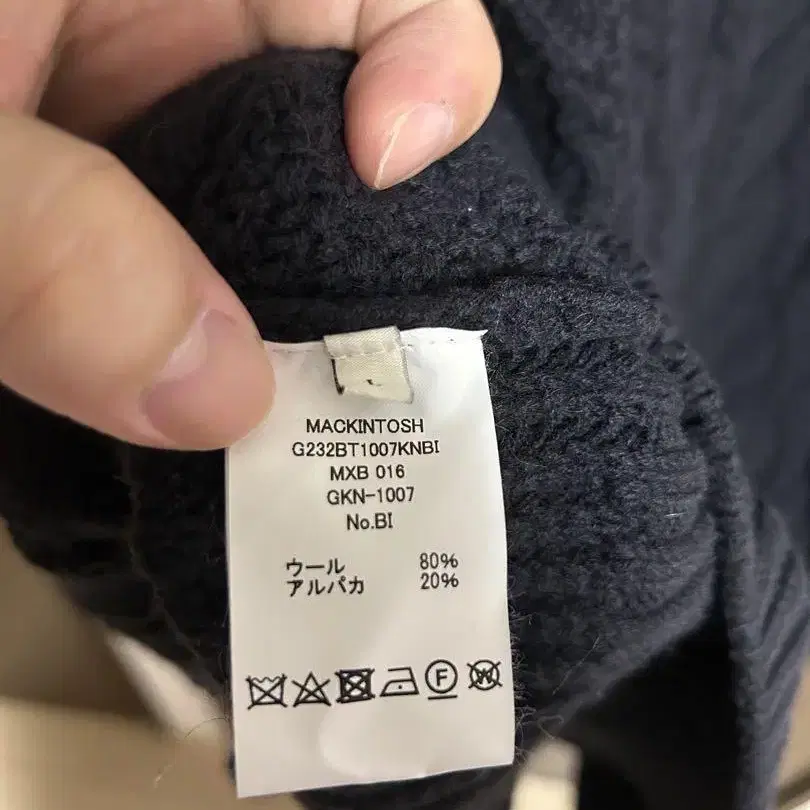 MACKINTOSH
G232BT1007KNBI
MXB 016
GKN-1007
No.BI
ウール 80%
アルパカ 20%
F
W